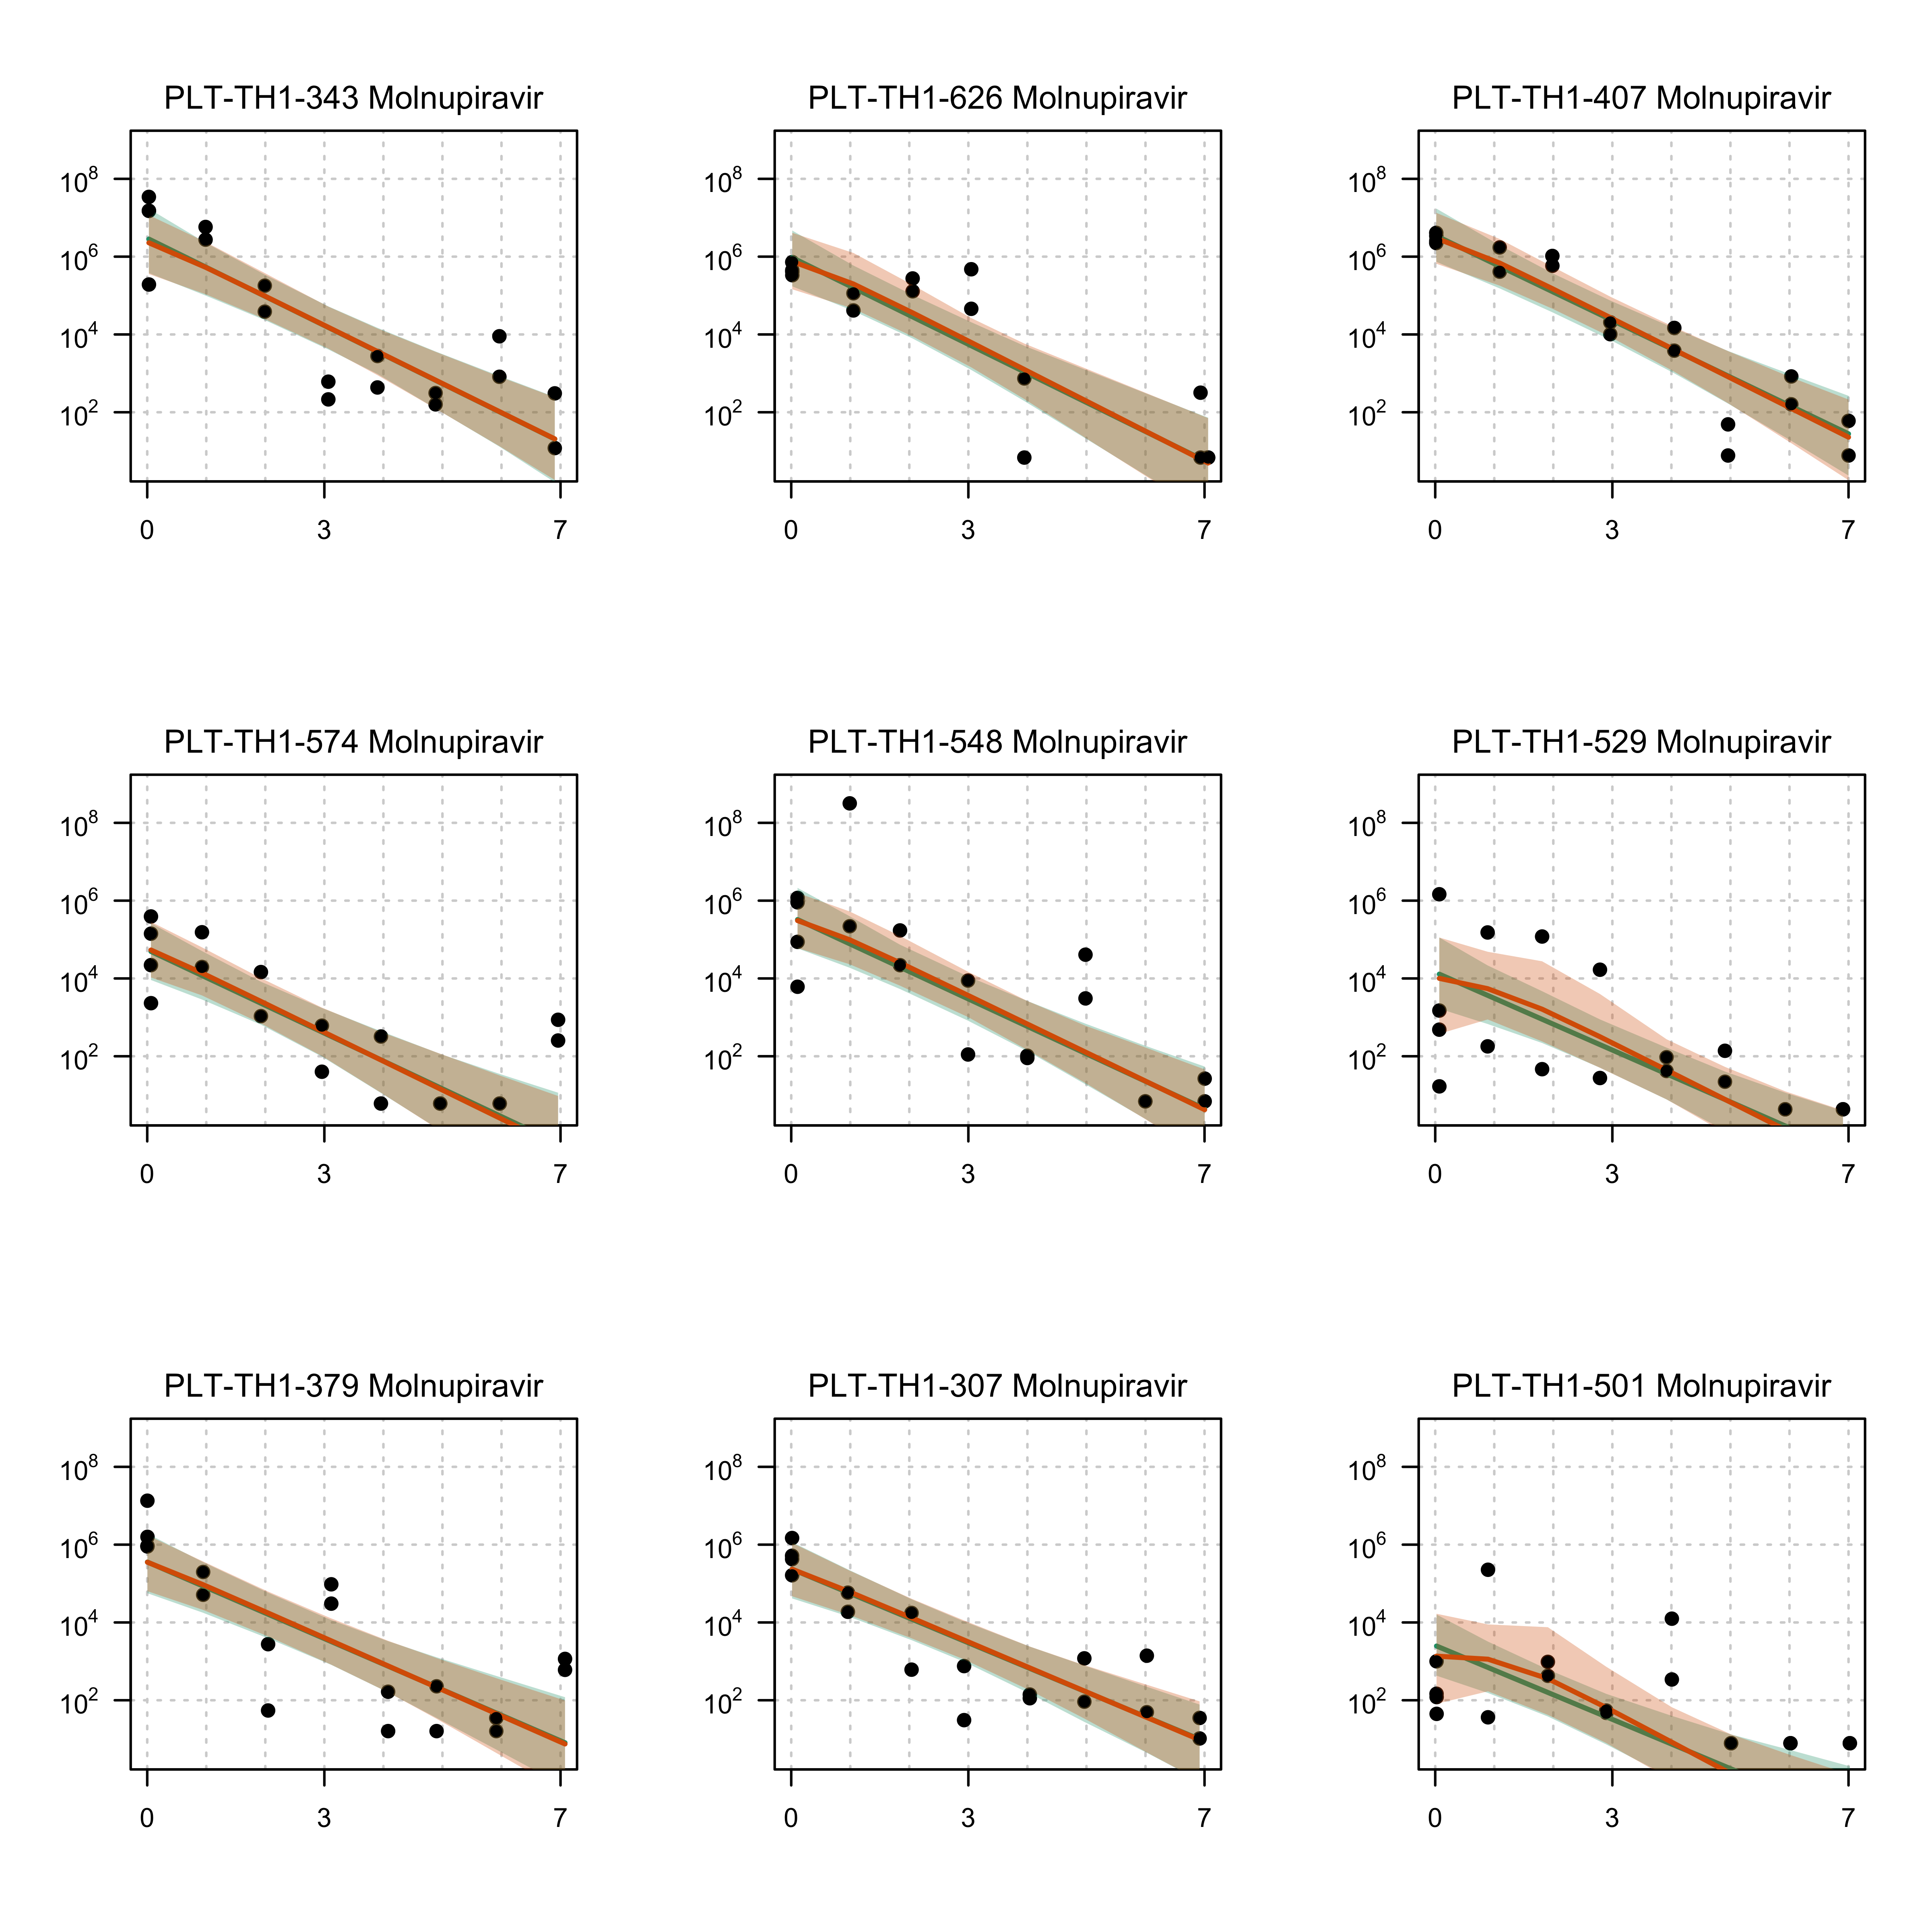 PLT-TH1-343 Molnupiravir
10^8
10^6
10^4
10^2
0 3 7
PLT-TH1-626 Molnupiravir
10^8
10^6
10^4
10^2
0 3 7
PLT-TH1-407 Molnupiravir
10^8
10^6
10^4
10^2
0 3 7
PLT-TH1-574 Molnupiravir
10^8
10^6
10^4
10^2
0 3 7
PLT-TH1-548 Molnupiravir
10^8
10^6
10^4
10^2
0 3 7
PLT-TH1-529 Molnupiravir
10^8
10^6
10^4
10^2
0 3 7
PLT-TH1-379 Molnupiravir
10^8
10^6
10^4
10^2
0 3 7
PLT-TH1-307 Molnupiravir
10^8
10^6
10^4
10^2
0 3 7
PLT-TH1-501 Molnupiravir
10^8
10^6
10^4
10^2
0 3 7